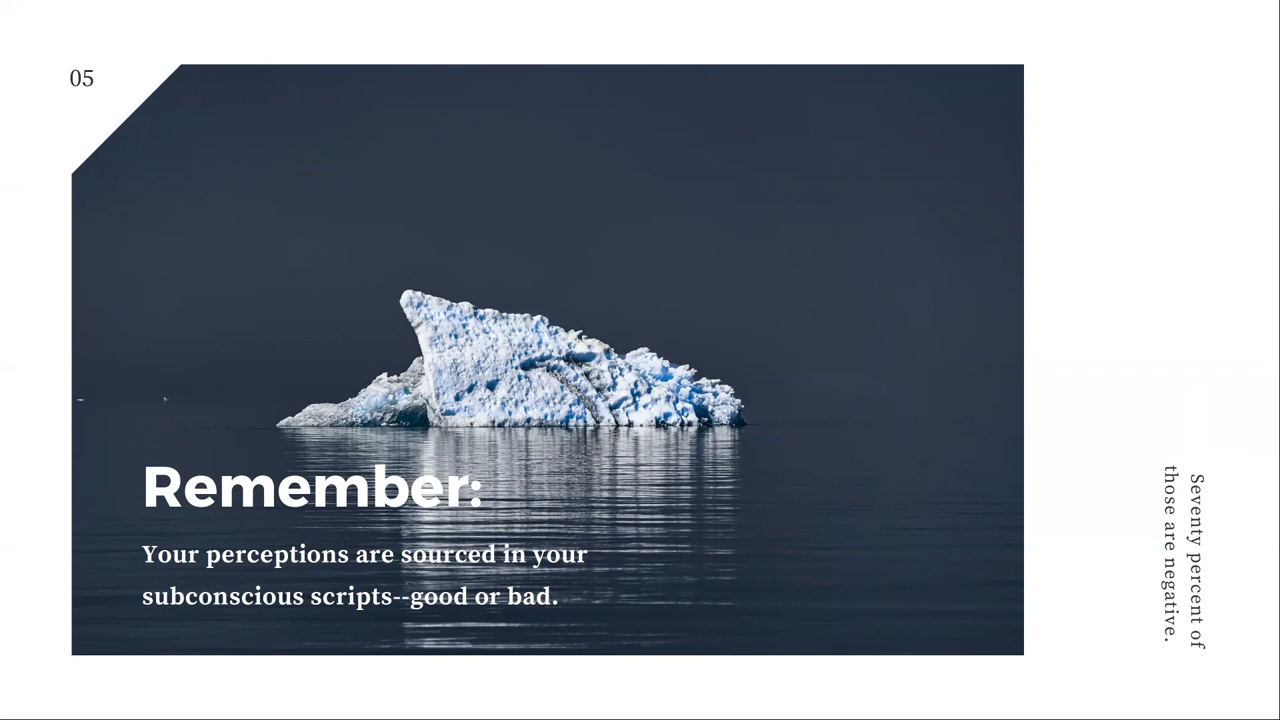 05
Remember:
Your perceptions are sourced in your
subconscious scripts--good or bad.
Seventy percent of
those are negative.